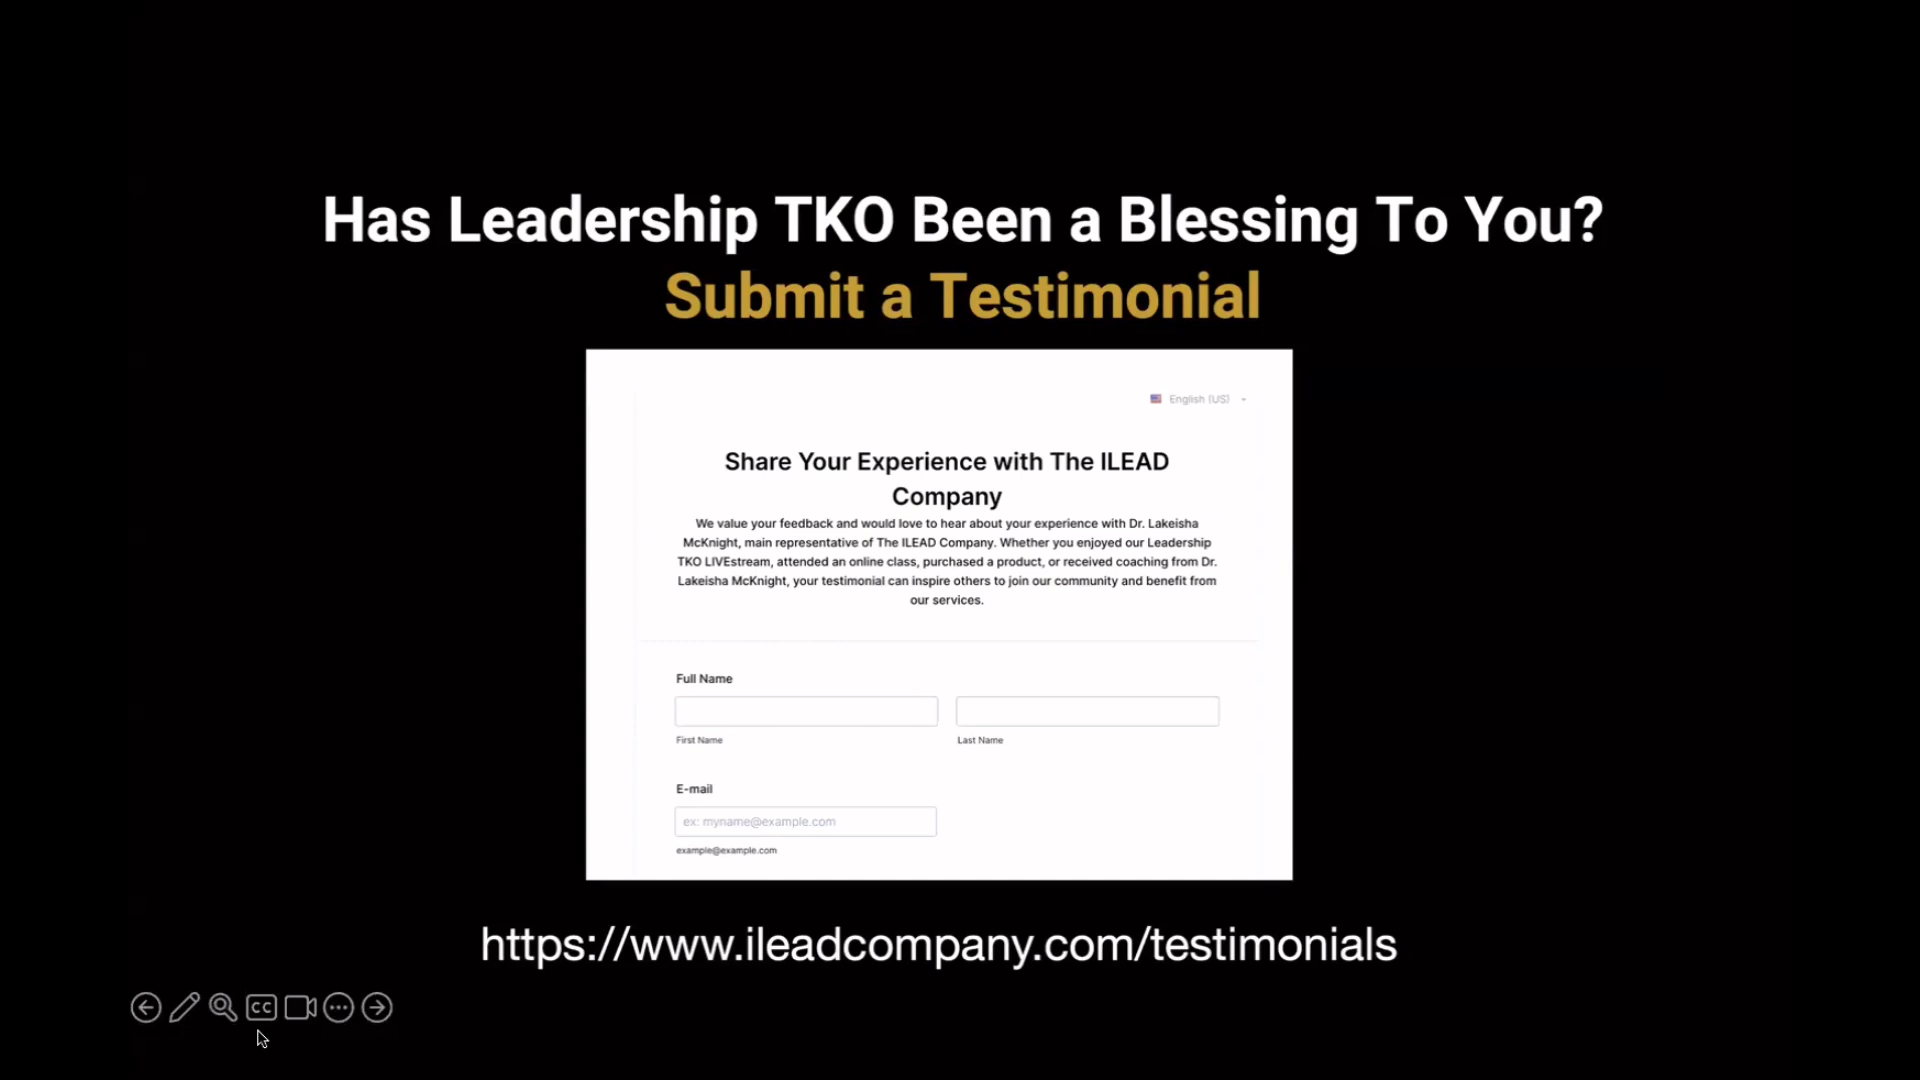 Has Leadership TKO Been a Blessing To You?
Submit a Testimonial
English (US)
Share Your Experience with The ILEAD
Company
We value your feedback and would love to hear about your experience with Dr. Lakeisha
McKnight, main representative of The ILEAD Company. Whether you enjoyed our Leadership
TKO LIVEstream, attended an online class, purchased a product, or received coaching from Dr.
Lakeisha McKnight, your testimonial can inspire others to join our community and benefit from
our services.
Full Name
First Name Last Name
E-mail
ex: myname@example.com
example@example.com
https://www.ileadcompany.com/testimonials
CC